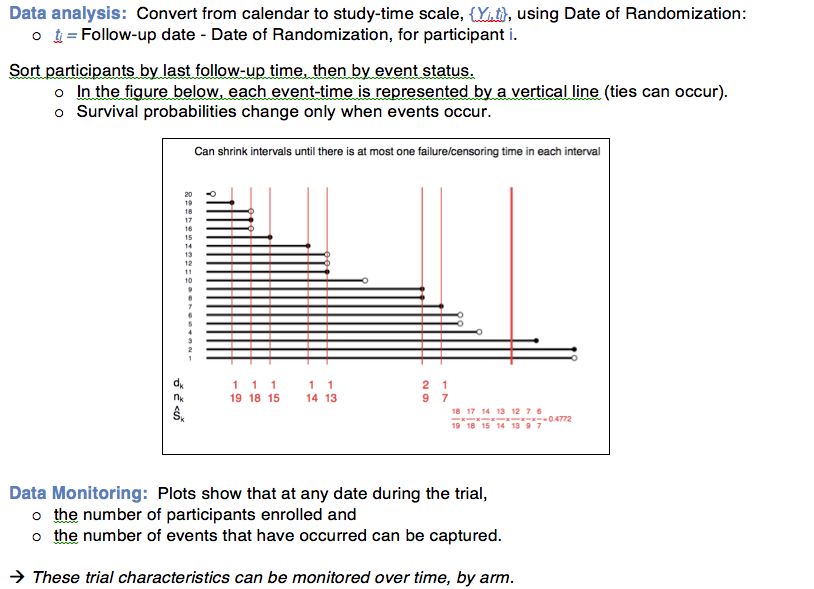 Data analysis: Convert from calendar to study-time scale, {Yi,ti}, using Date of Randomization:
o ti = Follow-up date - Date of Randomization, for participant i.
Sort participants by last follow-up time, then by event status.
o In the figure below, each event-time is represented by a vertical line (ties can occur).
o Survival probabilities change only when events occur.
Can shrink intervals until there is at most one failure/censoring time in each interval
20
19
18
17
16
15
14
13
12
11
10
9
8
7
6
5
4
3
2
1
dk 1 1 1 1 1 2 1
nk 19 18 15 14 13 9 7
Ŝk
18 17 14 13 12 7 6
—x—x—x—x—x—x—=0.4772
19 18 15 14 13 9 7
Data Monitoring: Plots show that at any date during the trial,
o the number of participants enrolled and
o the number of events that have occurred can be captured.
→ These trial characteristics can be monitored over time, by arm.